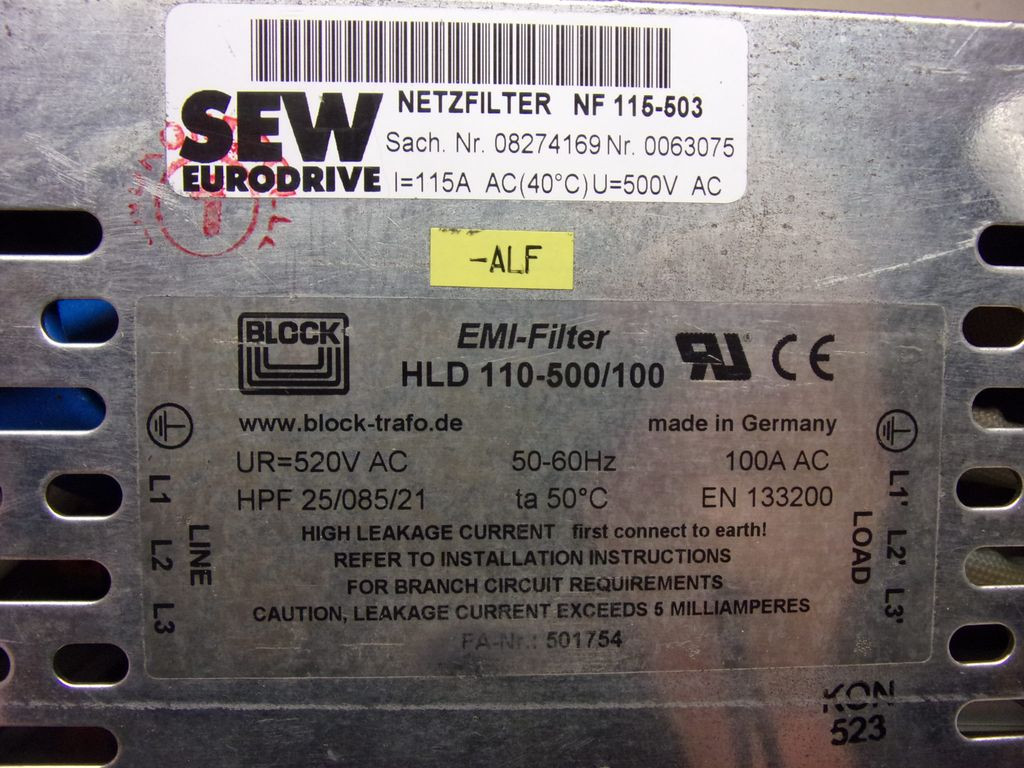 SEW
EURODRIVE
NETZFILTER NF 115-503
Sach. Nr. 08274169 Nr. 0063075
I=115A AC(40°C) U=500V AC
-ALF
BLOCK
EMI-Filter
HLD 110-500/100
www.block-trafo.de
made in Germany
UR=520V AC 50-60Hz 100A AC
HPF 25/085/21 ta 50°C EN 133200
HIGH LEAKAGE CURRENT first connect to earth!
REFER TO INSTALLATION INSTRUCTIONS
FOR BRANCH CIRCUIT REQUIREMENTS
CAUTION, LEAKAGE CURRENT EXCEEDS 5 MILLIAMPERES
FA-Nr.: 501754
L1 L2 L3
LINE
LOAD
L1' L2' L3'
KON
523